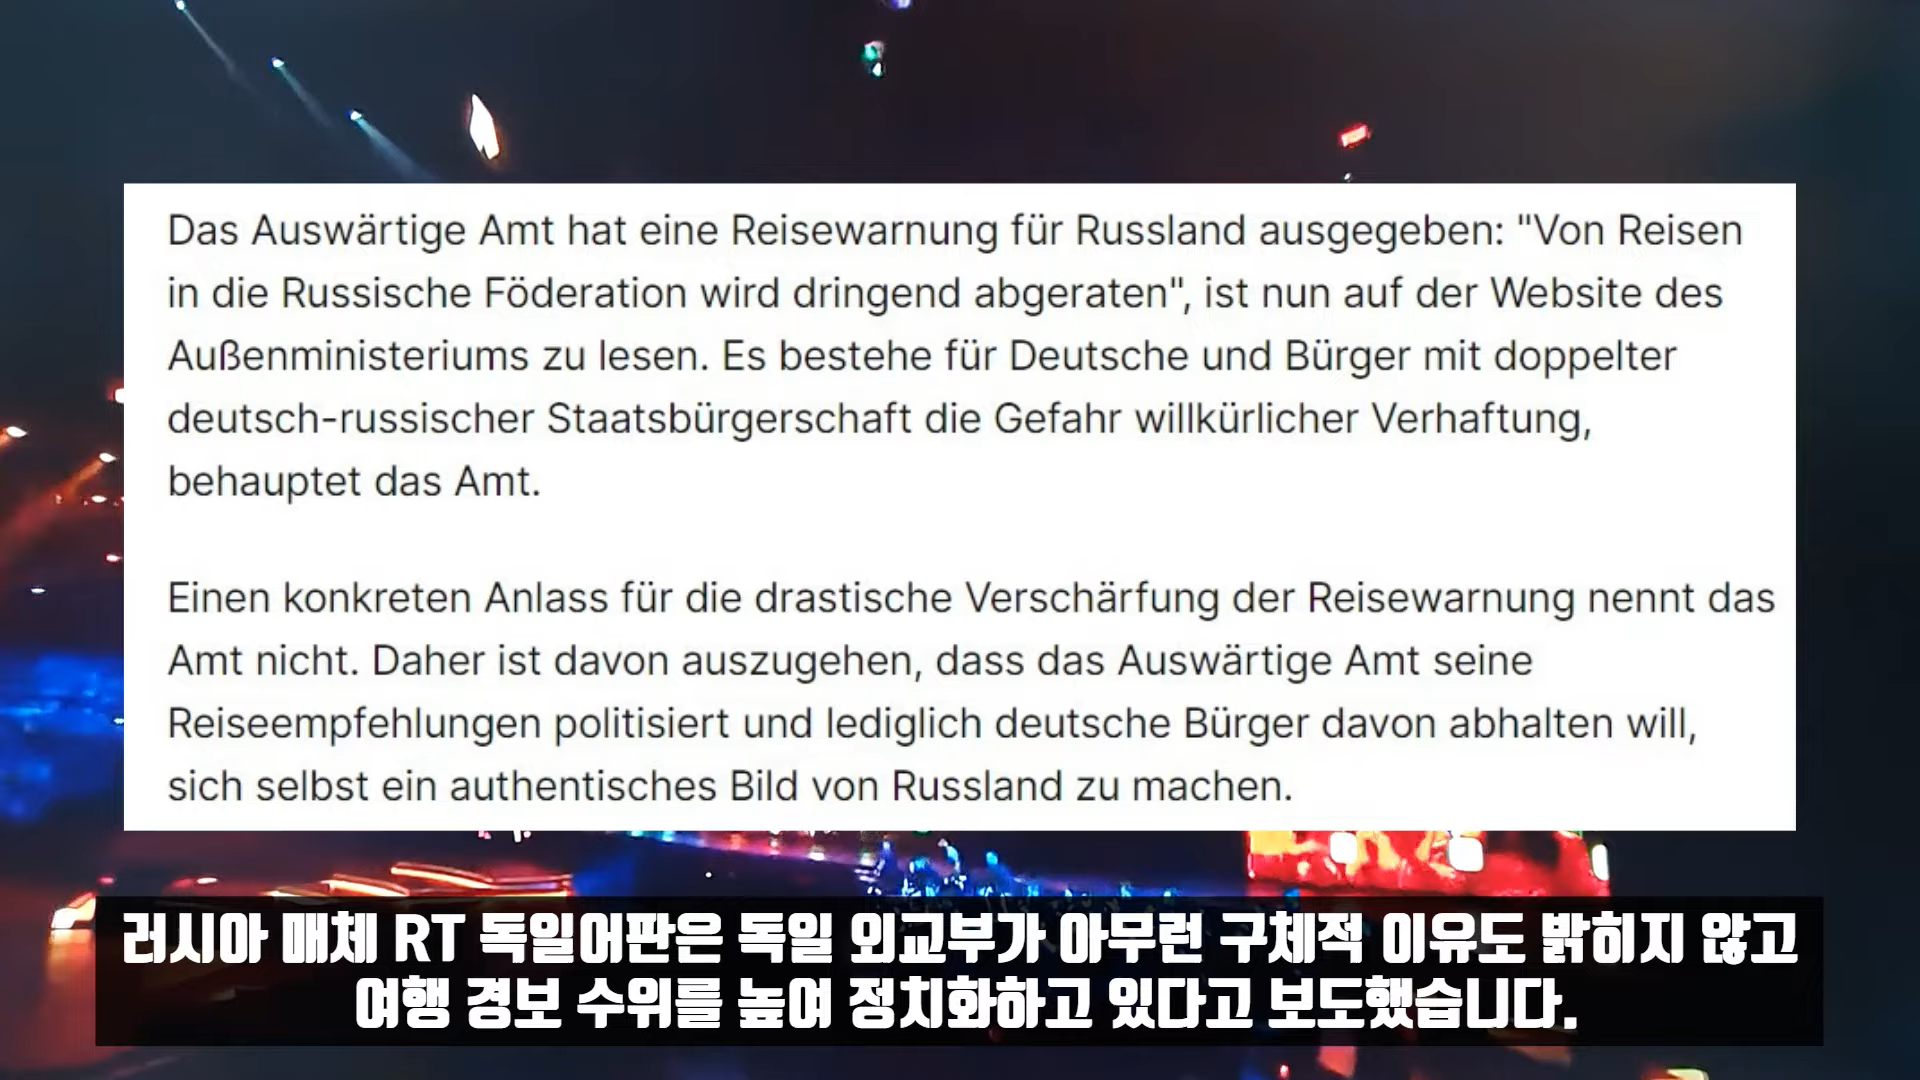 Das Auswärtige Amt hat eine Reisewarnung für Russland ausgegeben: "Von Reisen
in die Russische Föderation wird dringend abgeraten", ist nun auf der Website des
Außenministeriums zu lesen. Es bestehe für Deutsche und Bürger mit doppelter
deutsch-russischer Staatsbürgerschaft die Gefahr willkürlicher Verhaftung,
behauptet das Amt.
Einen konkreten Anlass für die drastische Verschärfung der Reisewarnung nennt das
Amt nicht. Daher ist davon auszugehen, dass das Auswärtige Amt seine
Reiseempfehlungen politisiert und lediglich deutsche Bürger davon abhalten will,
sich selbst ein authentisches Bild von Russland zu machen.
러시아 매체 RT 독일어판은 독일 외교부가 아무런 구체적 이유도 밝히지 않고
여행 경보 수위를 높여 정치화하고 있다고 보도했습니다.